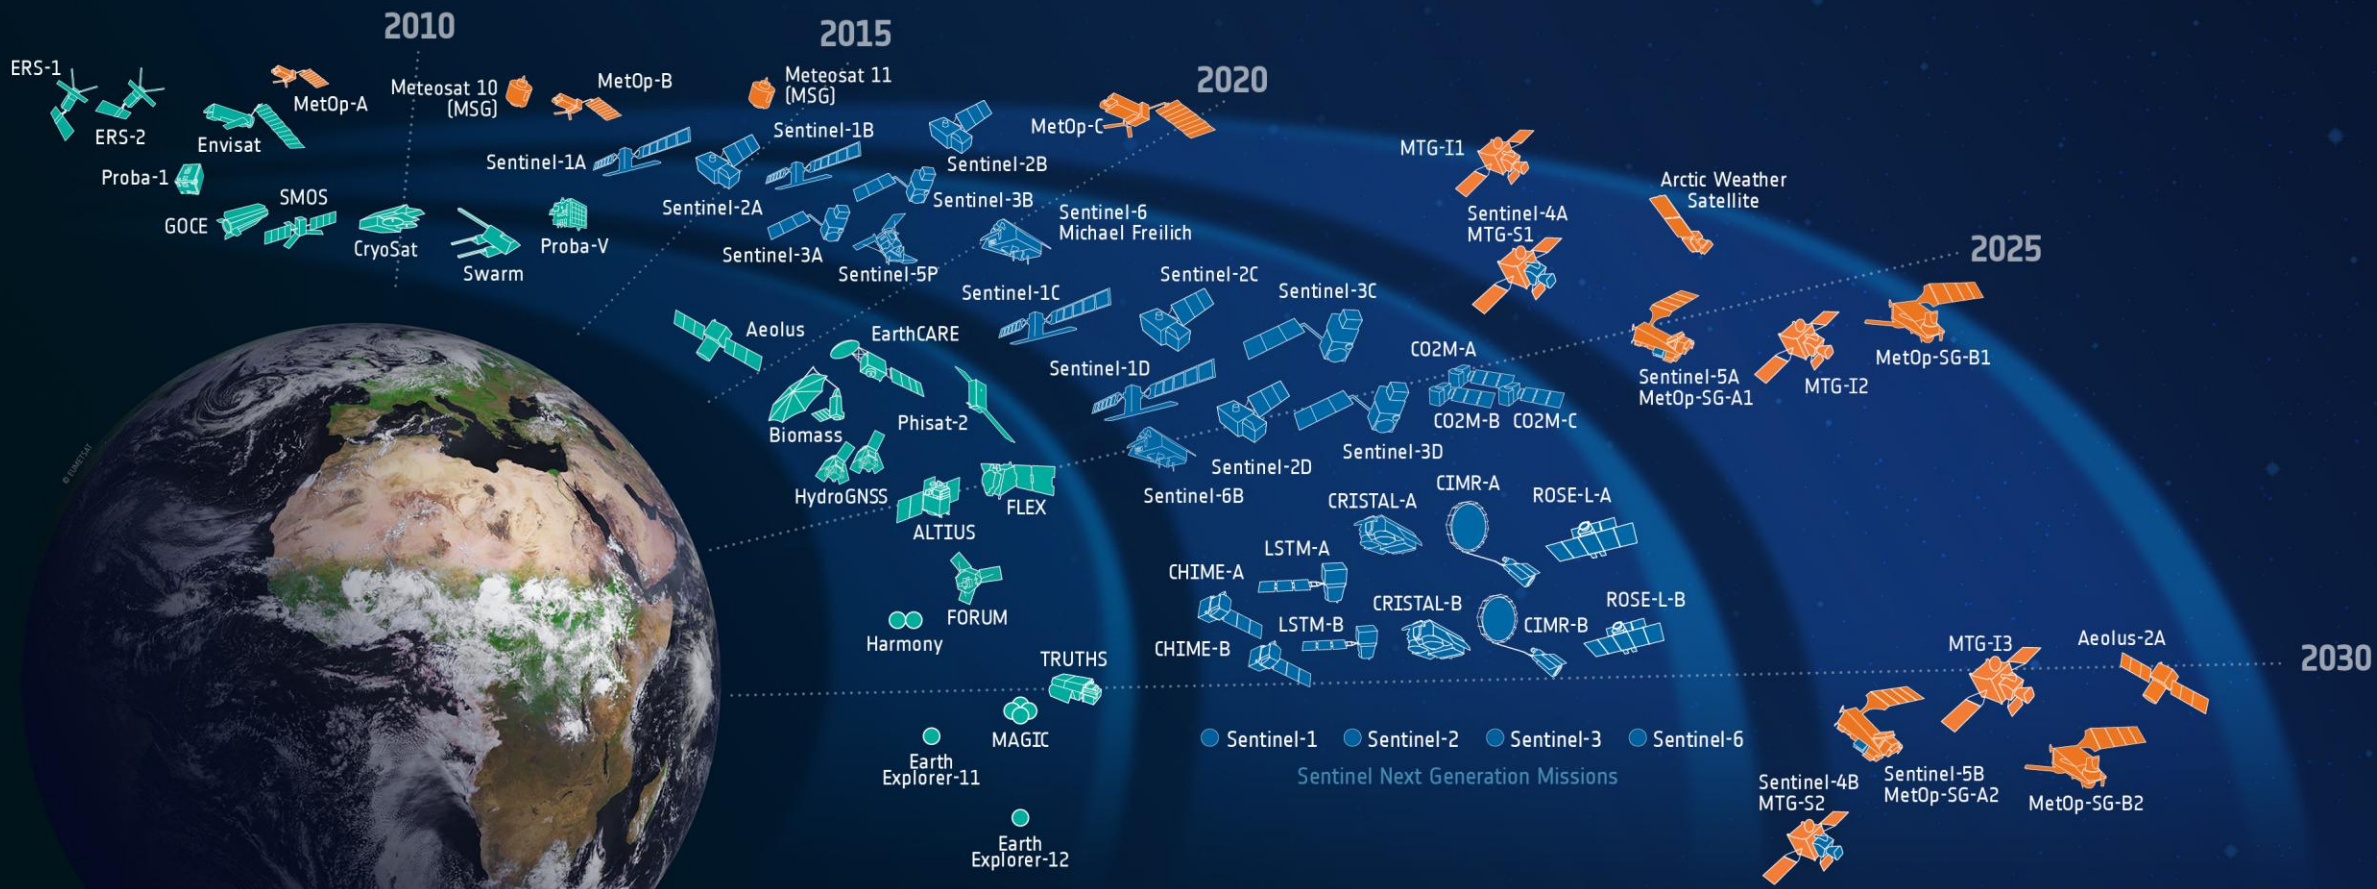 2010
2015
2020
2025
2030
ERS-1
ERS-2
MetOp-A
Envisat
Proba-1
GOCE
SMOS
Meteosat 10
(MSG)
MetOp-B
Meteosat 11
(MSG)
Sentinel-1A
Sentinel-1B
Sentinel-2A
Sentinel-2B
Sentinel-3A
Sentinel-3B
Sentinel-5P
CryoSat
Swarm
Proba-V
MetOp-C
Sentinel-6
Michael Freilich
MTG-I1
Sentinel-4A
MTG-S1
Arctic Weather
Satellite
Aeolus
EarthCARE
Biomass
Phisat-2
HydroGNSS
ALTIUS
FLEX
Sentinel-1C
Sentinel-2C
Sentinel-3C
Sentinel-1D
Sentinel-2D
Sentinel-3D
Sentinel-6B
CO2M-A
CO2M-B
CO2M-C
Sentinel-5A
MetOp-SG-A1
MTG-I2
MetOp-SG-B1
FORUM
Harmony
TRUTHS
MAGIC
Earth
Explorer-11
Earth
Explorer-12
CRISTAL-A
CIMR-A
ROSE-L-A
LSTM-A
CHIME-A
CRISTAL-B
CIMR-B
ROSE-L-B
LSTM-B
CHIME-B
Sentinel-1
Sentinel-2
Sentinel-3
Sentinel-6
Sentinel Next Generation Missions
MTG-I3
Aeolus-2A
Sentinel-4B
MTG-S2
Sentinel-5B
MetOp-SG-A2
MetOp-SG-B2
© EUMETSAT